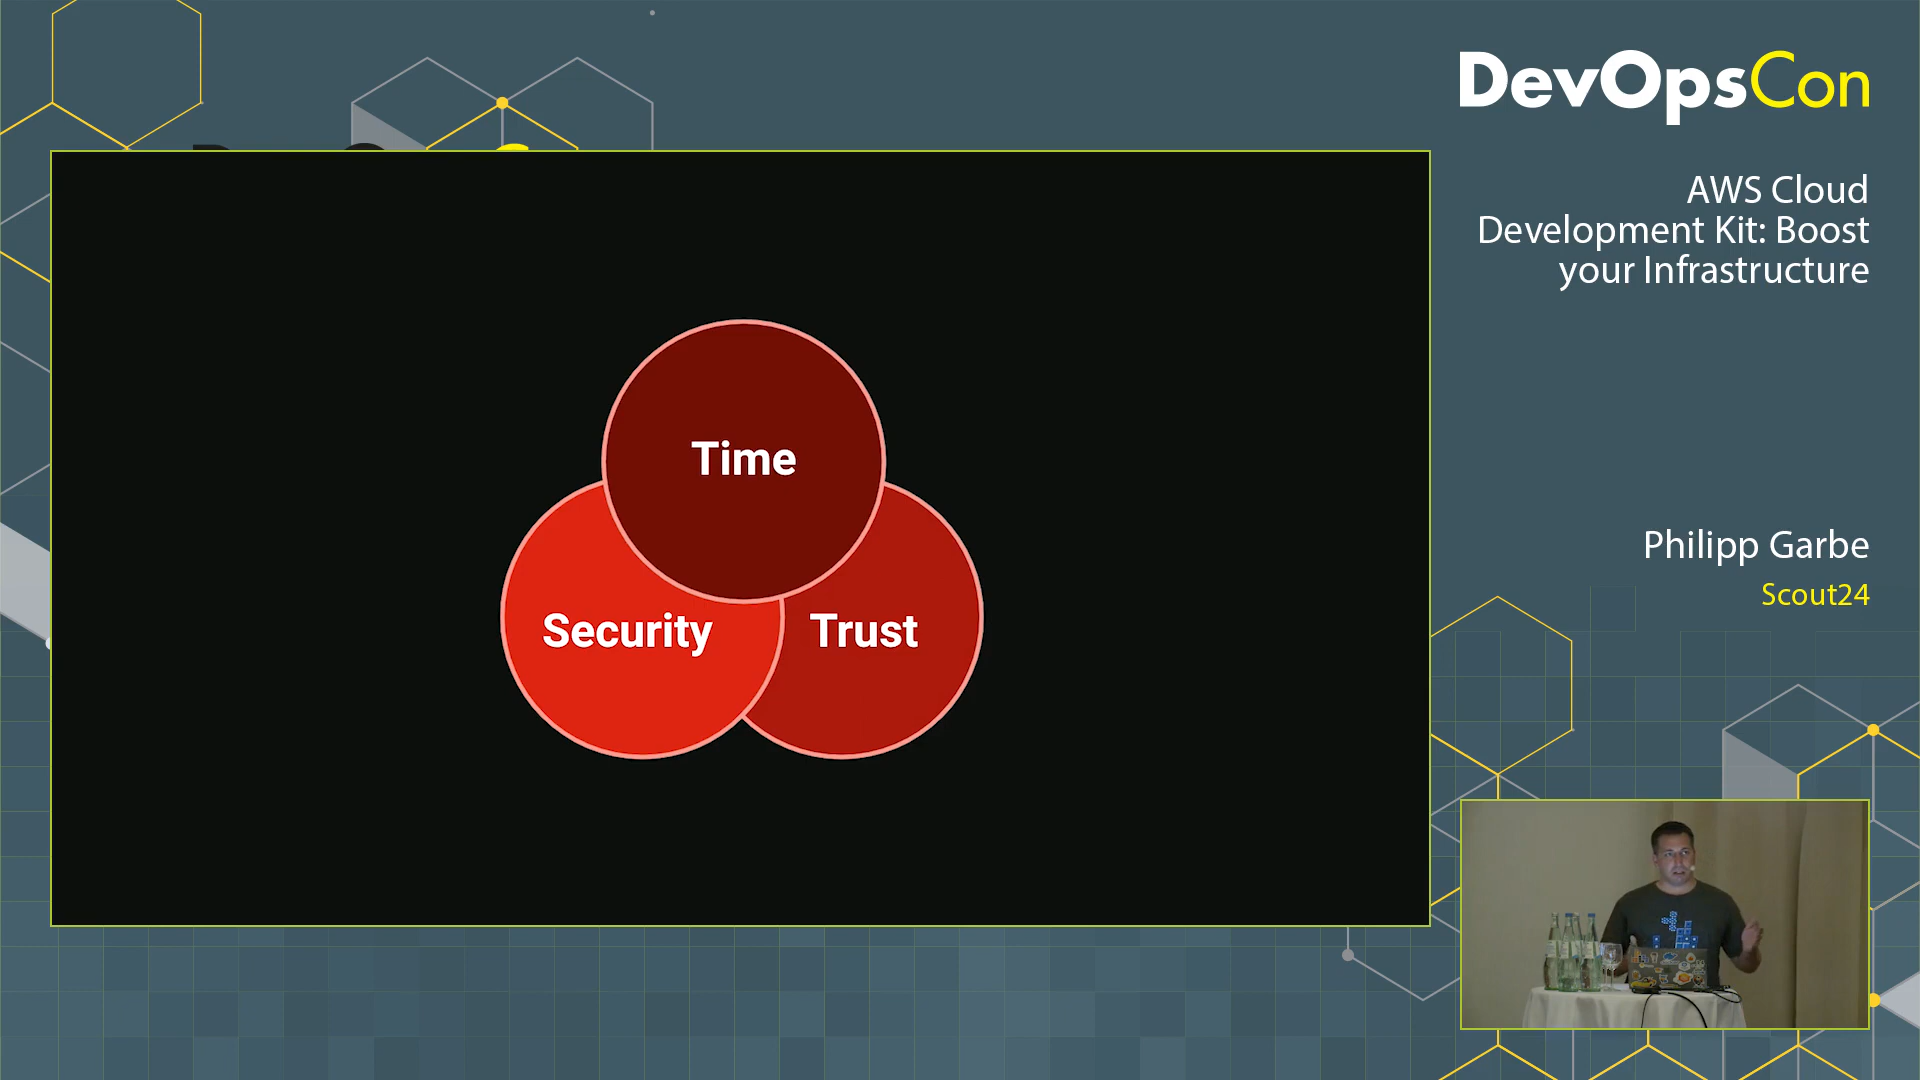 DevOpsCon
AWS Cloud
Development Kit: Boost
your Infrastructure
Time
Security
Trust
Philipp Garbe
Scout24